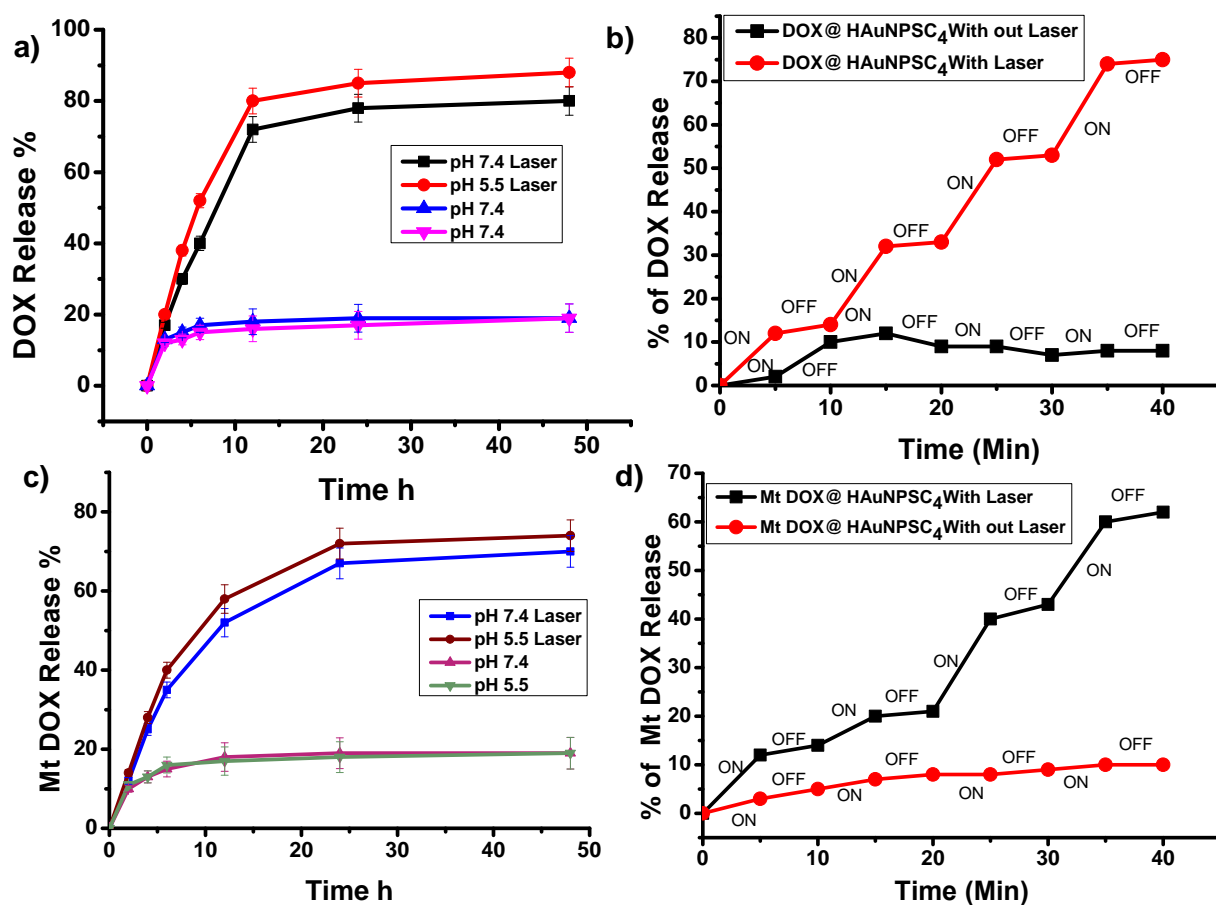 a)
DOX Release %
100
80
60
40
20
0
pH 7.4 Laser
pH 5.5 Laser
pH 7.4
pH 7.4
0 10 20 30 40 50
Time h
b)
% of DOX Release
80
70
60
50
40
30
20
10
0
DOX@ HAuNPSC4With out Laser
DOX@ HAuNPSC4With Laser
ON OFF ON OFF ON OFF ON OFF
ON OFF ON OFF ON OFF ON OFF
0 10 20 30 40
Time (Min)
c)
Mt DOX Release %
80
60
40
20
0
pH 7.4 Laser
pH 5.5 Laser
pH 7.4
pH 5.5
0 10 20 30 40 50
Time h
d)
% of Mt DOX Release
70
60
50
40
30
20
10
0
Mt DOX@ HAuNPSC4With Laser
Mt DOX@ HAuNPSC4With out Laser
ON OFF ON OFF ON OFF ON OFF
ON OFF ON OFF ON OFF ON OFF
0 10 20 30 40
Time (Min)